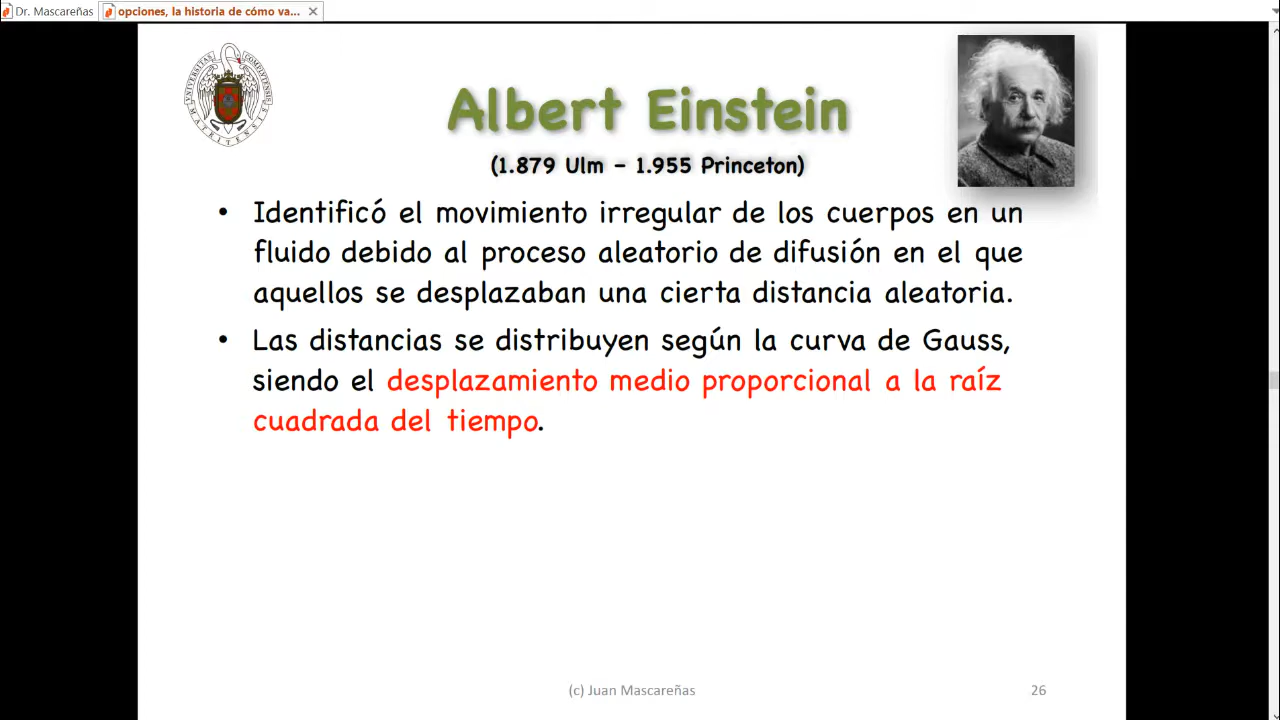 Dr. Mascareñas
opciones, la historia de cómo va...
UNIVERSITAS COMPLUTENSIS
MATRITENSIS
Albert Einstein
(1.879 Ulm – 1.955 Princeton)
• Identificó el movimiento irregular de los cuerpos en un
fluido debido al proceso aleatorio de difusión en el que
aquellos se desplazaban una cierta distancia aleatoria.
• Las distancias se distribuyen según la curva de Gauss,
siendo el desplazamiento medio proporcional a la raíz
cuadrada del tiempo.
(c) Juan Mascareñas
26